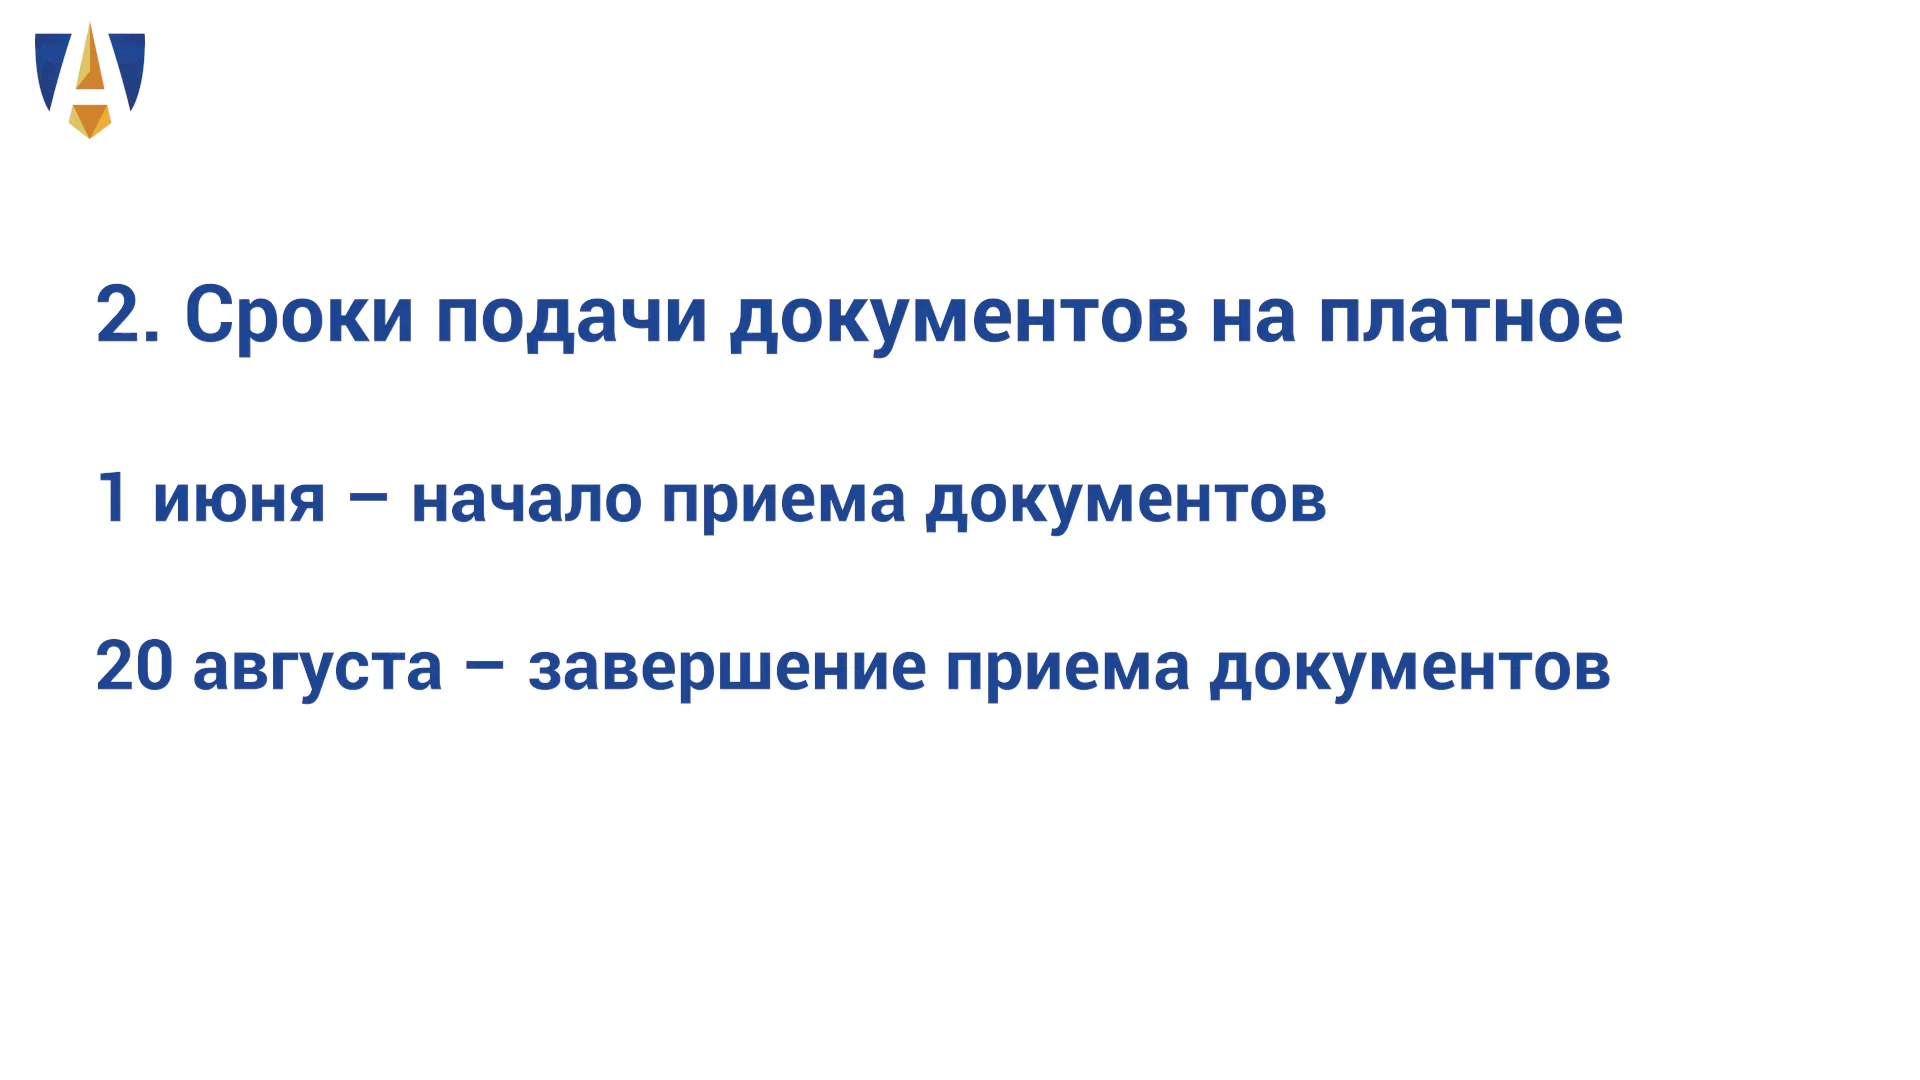 2. Сроки подачи документов на платное
1 июня – начало приема документов
20 августа – завершение приема документов